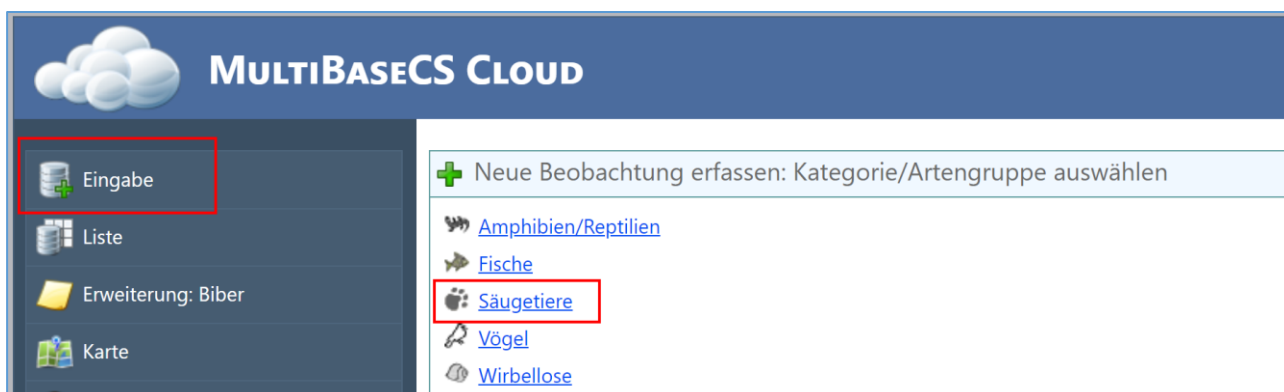 MultiBaseCS Cloud
Eingabe
Liste
Erweiterung: Biber
Karte
Neue Beobachtung erfassen: Kategorie/Artengruppe auswählen
Amphibien/Reptilien
Fische
Säugetiere
Vögel
Wirbellose